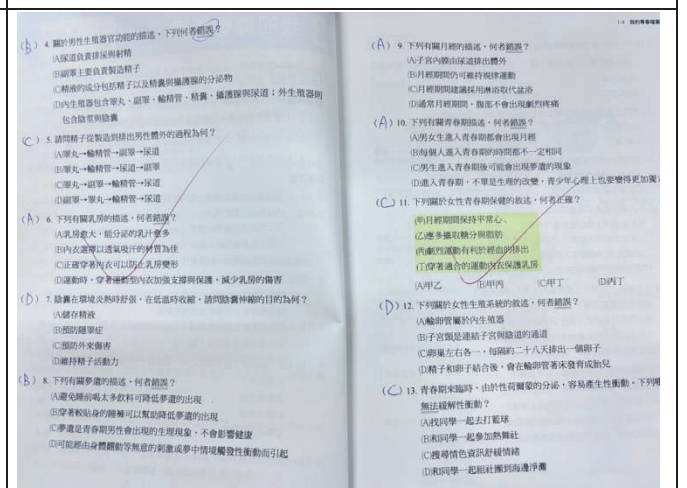 (B) 4. 關於男性生殖器官功能的描述，下列何者錯誤？
(A)尿道負責排尿與射精
(B)副睪主要負責製造精子
(C)精液的成分包括精子以及精囊與攝護腺的分泌物
(D)內生殖器包含睪丸、副睪、輸精管、精囊、攝護腺與尿道；外生殖器則
包含陰莖與陰囊
(C) 5. 請問精子從製造到排出男性體外的過程為何？
(A)睪丸→輸精管→副睪→尿道
(B)睪丸→輸精管→尿道→副睪
(C)睪丸→副睪→輸精管→尿道
(D)副睪→睪丸→輸精管→尿道
(A) 6. 下列有關乳房的描述，何者錯誤？
(A)乳房愈大，能分泌的乳汁愈多
(B)內衣選擇以透氣吸汗的材質為佳
(C)正確穿著內衣可以防止乳房變形
(D)運動時，穿著運動型內衣加強支撐與保護，減少乳房的傷害
(D) 7. 陰囊在環境炎熱時舒張，在低溫時收縮，請問陰囊伸縮的目的為何？
(A)儲存精液
(B)預防隱睪症
(C)預防外來傷害
(D)維持精子活動力
(B) 8. 下列有關夢遺的描述，何者錯誤？
(A)避免睡前喝太多飲料可降低夢遺的出現
(B)穿著較貼身的睡褲可以幫助降低夢遺的出現
(C)夢遺是青春期男性會出現的生理現象，不會影響健康
(D)可能經由身體翻動等無意的刺激或夢中情境觸發性衝動而引起
1-3 我的青春檔案
(A) 9. 下列有關月經的描述，何者錯誤？
(A)子宮內膜由尿道排出體外
(B)月經期間仍可維持規律運動
(C)月經期間建議採用淋浴取代盆浴
(D)通常月經期間，腹部不會出現劇烈疼痛
(A) 10. 下列有關青春期描述，何者錯誤？
(A)男女生進入青春期都會出現月經
(B)每個人進入青春期的時間都不一定相同
(C)男生進入青春期後可能會出現夢遺的現象
(D)進入青春期，不單是生理的改變，青少年心理上也要變得更加獨立
(C) 11. 下列關於女性青春期保健的敘述，何者正確？
(甲)月經期間保持平常心、
(乙)應多攝取糖分與脂肪
(丙)劇烈運動有利於經血的排出
(丁)穿著適合的運動內衣保護乳房
(A)甲乙 (B)甲丙 (C)甲丁 (D)丙丁
(D) 12. 下列關於女性生殖系統的敘述，何者錯誤？
(A)輸卵管屬於內生殖器
(B)子宮頸是連結子宮與陰道的通道
(C)卵巢左右各一，每隔約二十八天排出一個卵子
(D)精子和卵子結合後，會在輸卵管著床發育成胎兒
(C) 13. 青春期來臨時，由於性荷爾蒙的分泌，容易產生性衝動。下列哪
無法緩解性衝動？
(A)找同學一起去打籃球
(B)和同學一起參加熱舞社
(C)搜尋情色資訊舒緩情緒
(D)和同學一起組社團到海邊淨灘